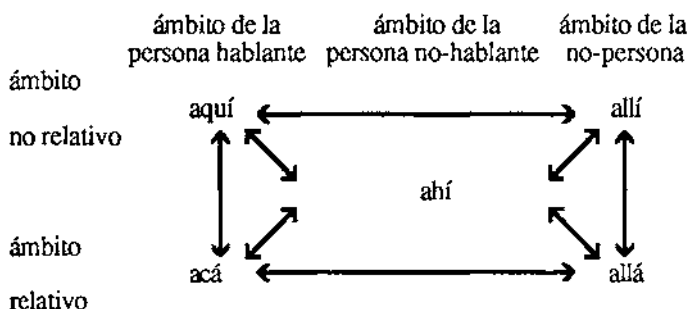 ámbito de la ámbito de la ámbito de la
persona hablante persona no-hablante no-persona
ámbito
aquí allí
no relativo
ahí
ámbito
acá allá
relativo